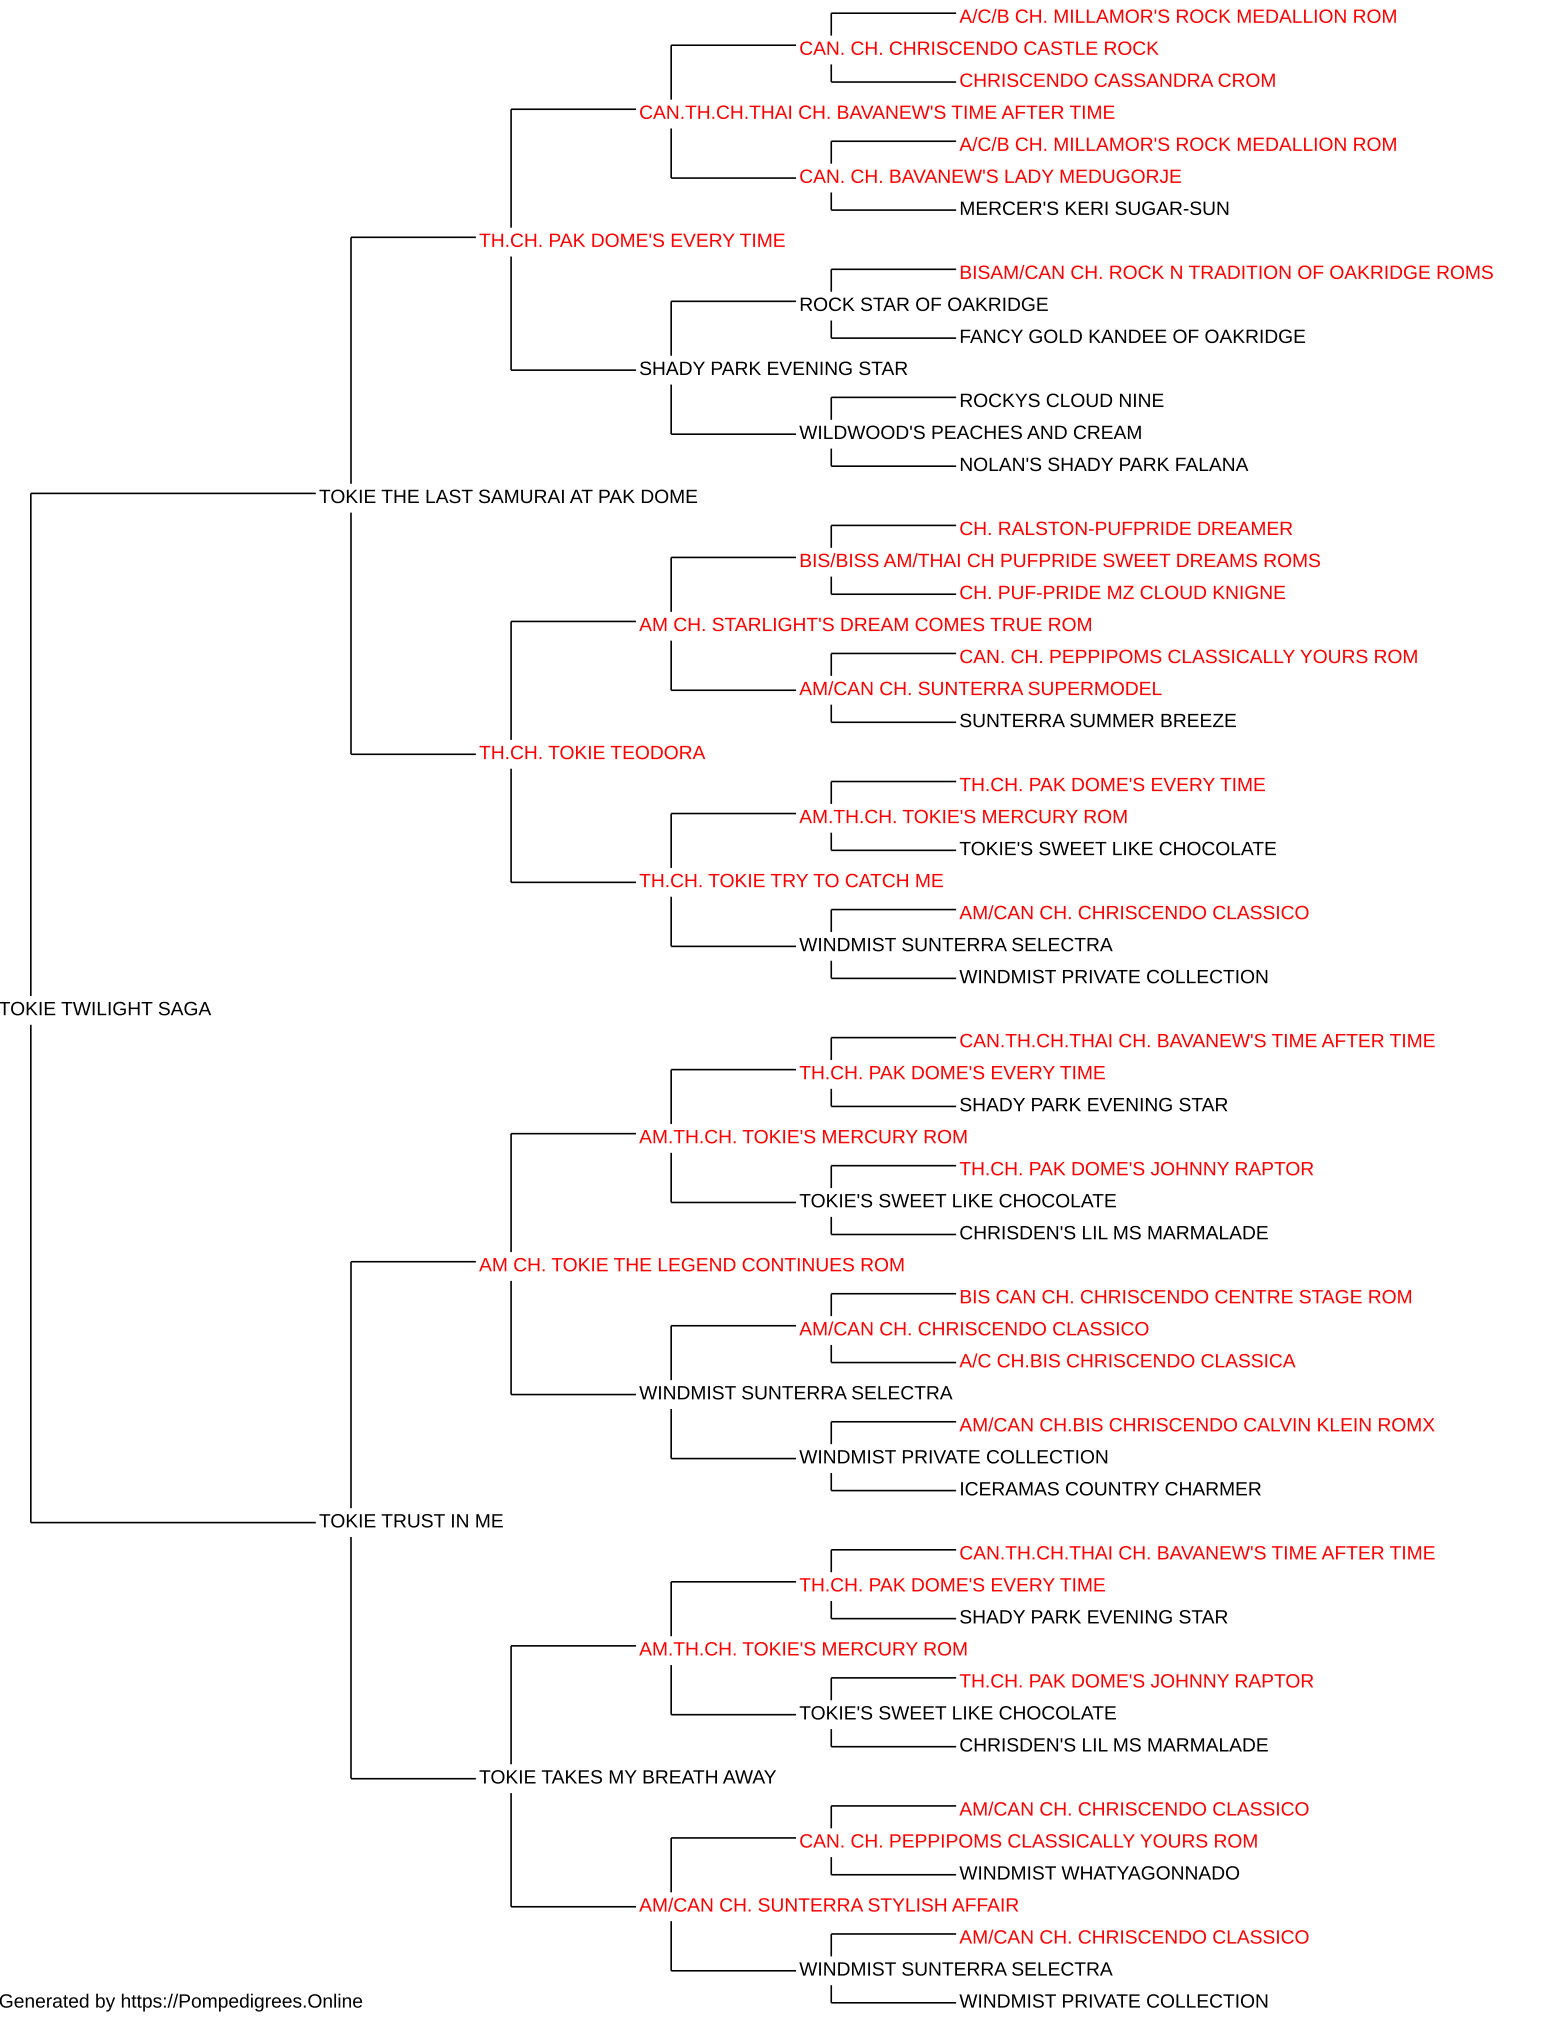 A/C/B CH. MILLAMOR'S ROCK MEDALLION ROM
CAN. CH. CHRISCENDO CASTLE ROCK
CHRISCENDO CASSANDRA CROM
CAN.TH.CH.THAI CH. BAVANEW'S TIME AFTER TIME
A/C/B CH. MILLAMOR'S ROCK MEDALLION ROM
CAN. CH. BAVANEW'S LADY MEDUGORJE
MERCER'S KERI SUGAR-SUN
TH.CH. PAK DOME'S EVERY TIME
BISAM/CAN CH. ROCK N TRADITION OF OAKRIDGE ROMS
ROCK STAR OF OAKRIDGE
FANCY GOLD KANDEE OF OAKRIDGE
SHADY PARK EVENING STAR
ROCKYS CLOUD NINE
WILDWOOD'S PEACHES AND CREAM
NOLAN'S SHADY PARK FALANA
TOKIE THE LAST SAMURAI AT PAK DOME
CH. RALSTON-PUFPRIDE DREAMER
BIS/BISS AM/THAI CH PUFPRIDE SWEET DREAMS ROMS
CH. PUF-PRIDE MZ CLOUD KNIGNE
AM CH. STARLIGHT'S DREAM COMES TRUE ROM
CAN. CH. PEPPIPOMS CLASSICALLY YOURS ROM
AM/CAN CH. SUNTERRA SUPERMODEL
SUNTERRA SUMMER BREEZE
TH.CH. TOKIE TEODORA
TH.CH. PAK DOME'S EVERY TIME
AM.TH.CH. TOKIE'S MERCURY ROM
TOKIE'S SWEET LIKE CHOCOLATE
TH.CH. TOKIE TRY TO CATCH ME
AM/CAN CH. CHRISCENDO CLASSICO
WINDMIST SUNTERRA SELECTRA
WINDMIST PRIVATE COLLECTION
TOKIE TWILIGHT SAGA
CAN.TH.CH.THAI CH. BAVANEW'S TIME AFTER TIME
TH.CH. PAK DOME'S EVERY TIME
SHADY PARK EVENING STAR
AM.TH.CH. TOKIE'S MERCURY ROM
TH.CH. PAK DOME'S JOHNNY RAPTOR
TOKIE'S SWEET LIKE CHOCOLATE
CHRISDEN'S LIL MS MARMALADE
AM CH. TOKIE THE LEGEND CONTINUES ROM
BIS CAN CH. CHRISCENDO CENTRE STAGE ROM
AM/CAN CH. CHRISCENDO CLASSICO
A/C CH.BIS CHRISCENDO CLASSICA
WINDMIST SUNTERRA SELECTRA
AM/CAN CH.BIS CHRISCENDO CALVIN KLEIN ROMX
WINDMIST PRIVATE COLLECTION
ICERAMAS COUNTRY CHARMER
TOKIE TRUST IN ME
CAN.TH.CH.THAI CH. BAVANEW'S TIME AFTER TIME
TH.CH. PAK DOME'S EVERY TIME
SHADY PARK EVENING STAR
AM.TH.CH. TOKIE'S MERCURY ROM
TH.CH. PAK DOME'S JOHNNY RAPTOR
TOKIE'S SWEET LIKE CHOCOLATE
CHRISDEN'S LIL MS MARMALADE
TOKIE TAKES MY BREATH AWAY
AM/CAN CH. CHRISCENDO CLASSICO
CAN. CH. PEPPIPOMS CLASSICALLY YOURS ROM
WINDMIST WHATYAGONNADO
AM/CAN CH. SUNTERRA STYLISH AFFAIR
AM/CAN CH. CHRISCENDO CLASSICO
WINDMIST SUNTERRA SELECTRA
WINDMIST PRIVATE COLLECTION
Generated by https://Pompedigrees.Online